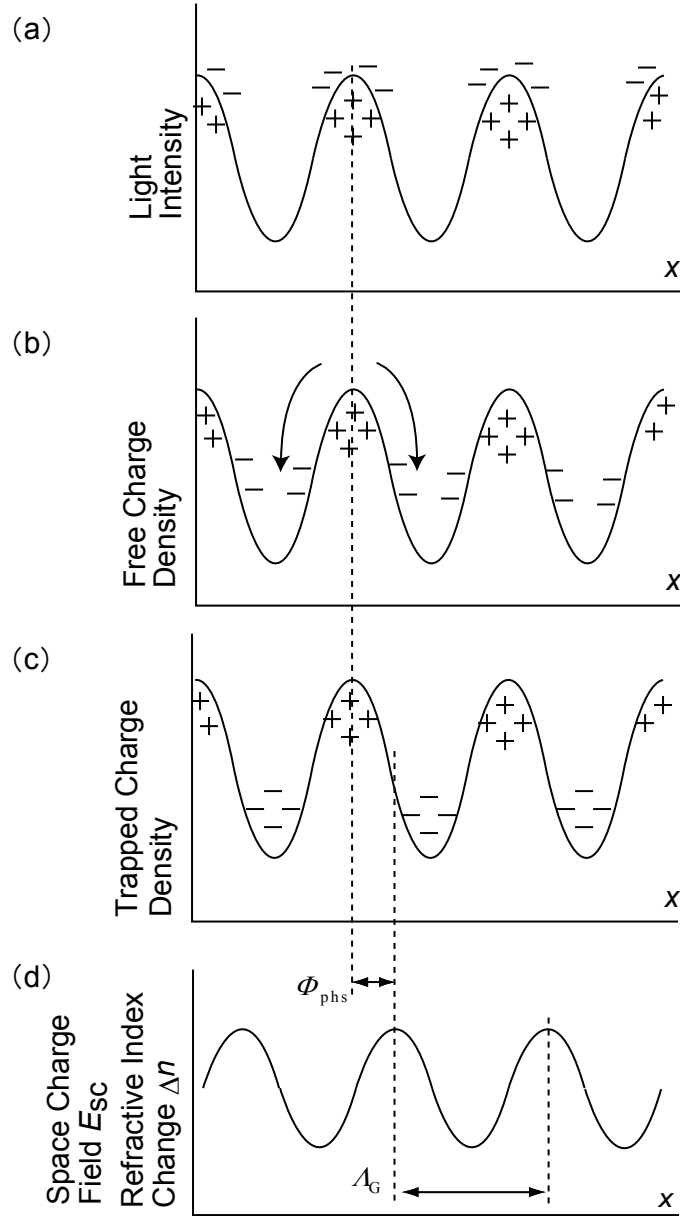 (a)
Light
Intensity
x
(b)
Free Charge
Density
x
(c)
Trapped Charge
Density
x
(d)
Φphs
Space Charge
Field Esc
Refractive Index
Change Δn
ΛG
x